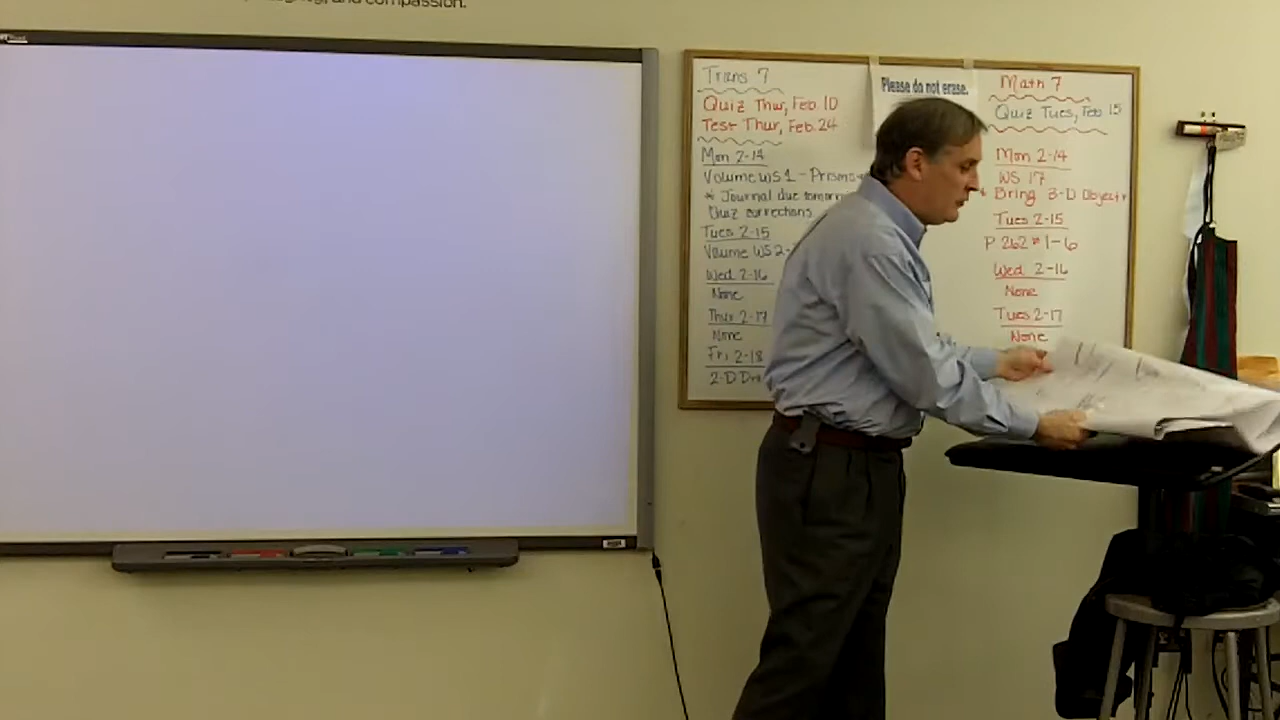 and compassion.
Trans 7
Quiz Thur, Feb 10
Test Thur, Feb. 24
Mon 2-14
Volume WS 1 - Prisms
* Journal due
Quiz corrections
Tues 2-15
Volume WS 2-
Wed 2-16
None
Thur 2-17
None
Fri 2-18
2-D
Please do not erase.
Math 7
Quiz Tues, Feb 15
Mon 2-14
WS 17
* Bring 3-D Object *
Tues 2-15
P 262 # 1-6
Wed 2-16
None
Tues 2-17
None